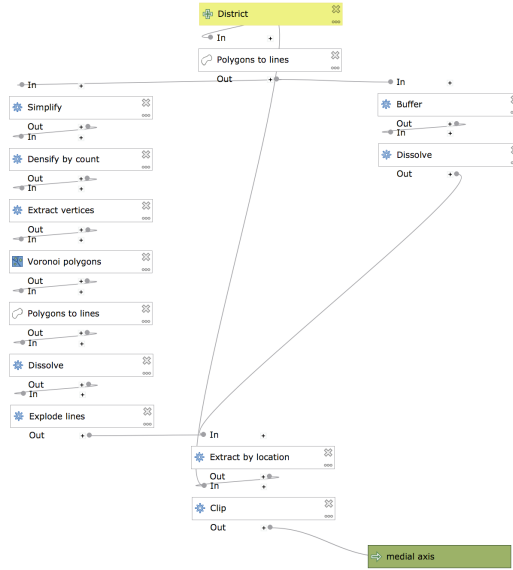 District
In +
Polygons to lines
Out +
In +
Simplify
Out +
In +
Densify by count
Out +
In +
Extract vertices
Out +
In +
Voronoi polygons
Out +
In +
Polygons to lines
Out +
In +
Dissolve
Out +
In +
Explode lines
Out +
In +
Buffer
Out +
In +
Dissolve
Out +
In +
Extract by location
Out +
In +
Clip
Out +
medial axis